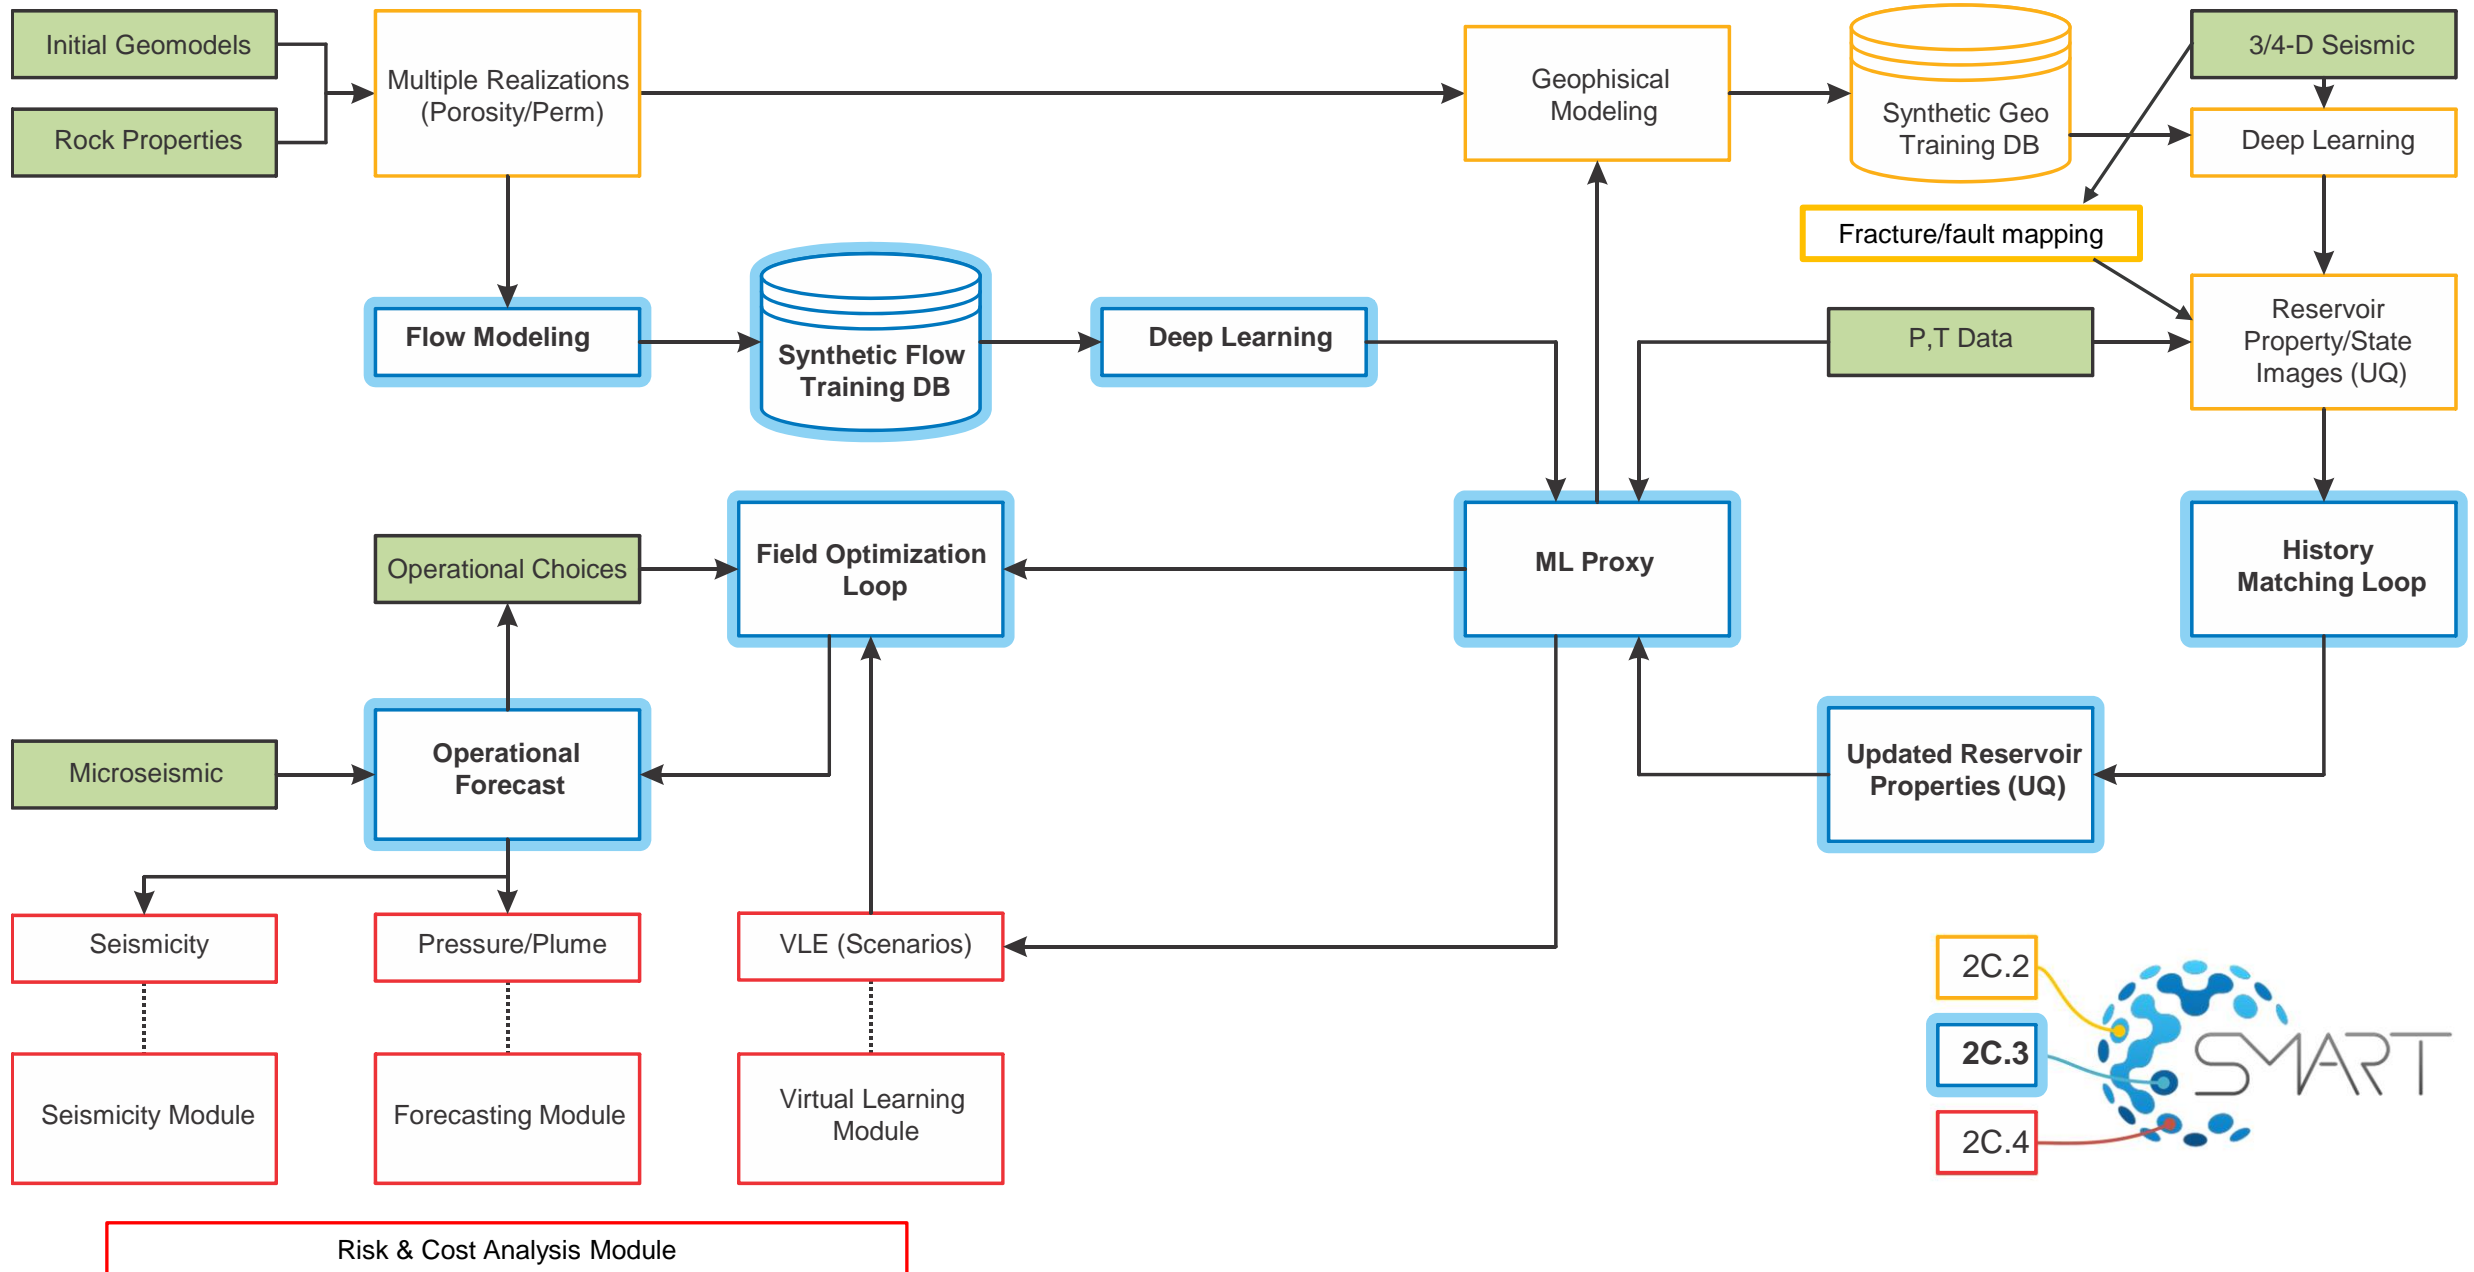 Initial Geomodels
Rock Properties
Multiple Realizations
(Porosity/Perm)
Geophisical
Modeling
Synthetic Geo
Training DB
3/4-D Seismic
Deep Learning
Fracture/fault mapping
Flow Modeling
Synthetic Flow
Training DB
Deep Learning
P,T Data
Reservoir
Property/State
Images (UQ)
Operational Choices
Field Optimization
Loop
ML Proxy
History
Matching Loop
Microseismic
Operational
Forecast
Updated Reservoir
Properties (UQ)
Seismicity
Pressure/Plume
VLE (Scenarios)
Seismicity Module
Forecasting Module
Virtual Learning
Module
2C.2
2C.3
2C.4
SMART
Risk & Cost Analysis Module